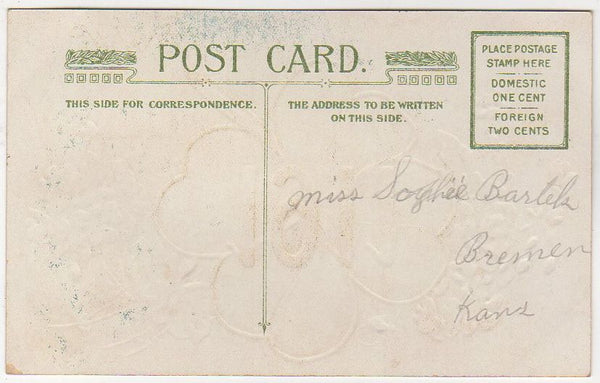 POST CARD.
THIS SIDE FOR CORRESPONDENCE.
THE ADDRESS TO BE WRITTEN
ON THIS SIDE.
PLACE POSTAGE
STAMP HERE
DOMESTIC
ONE CENT
FOREIGN
TWO CENTS
Miss Sophie Bartek
Bremen
Kans